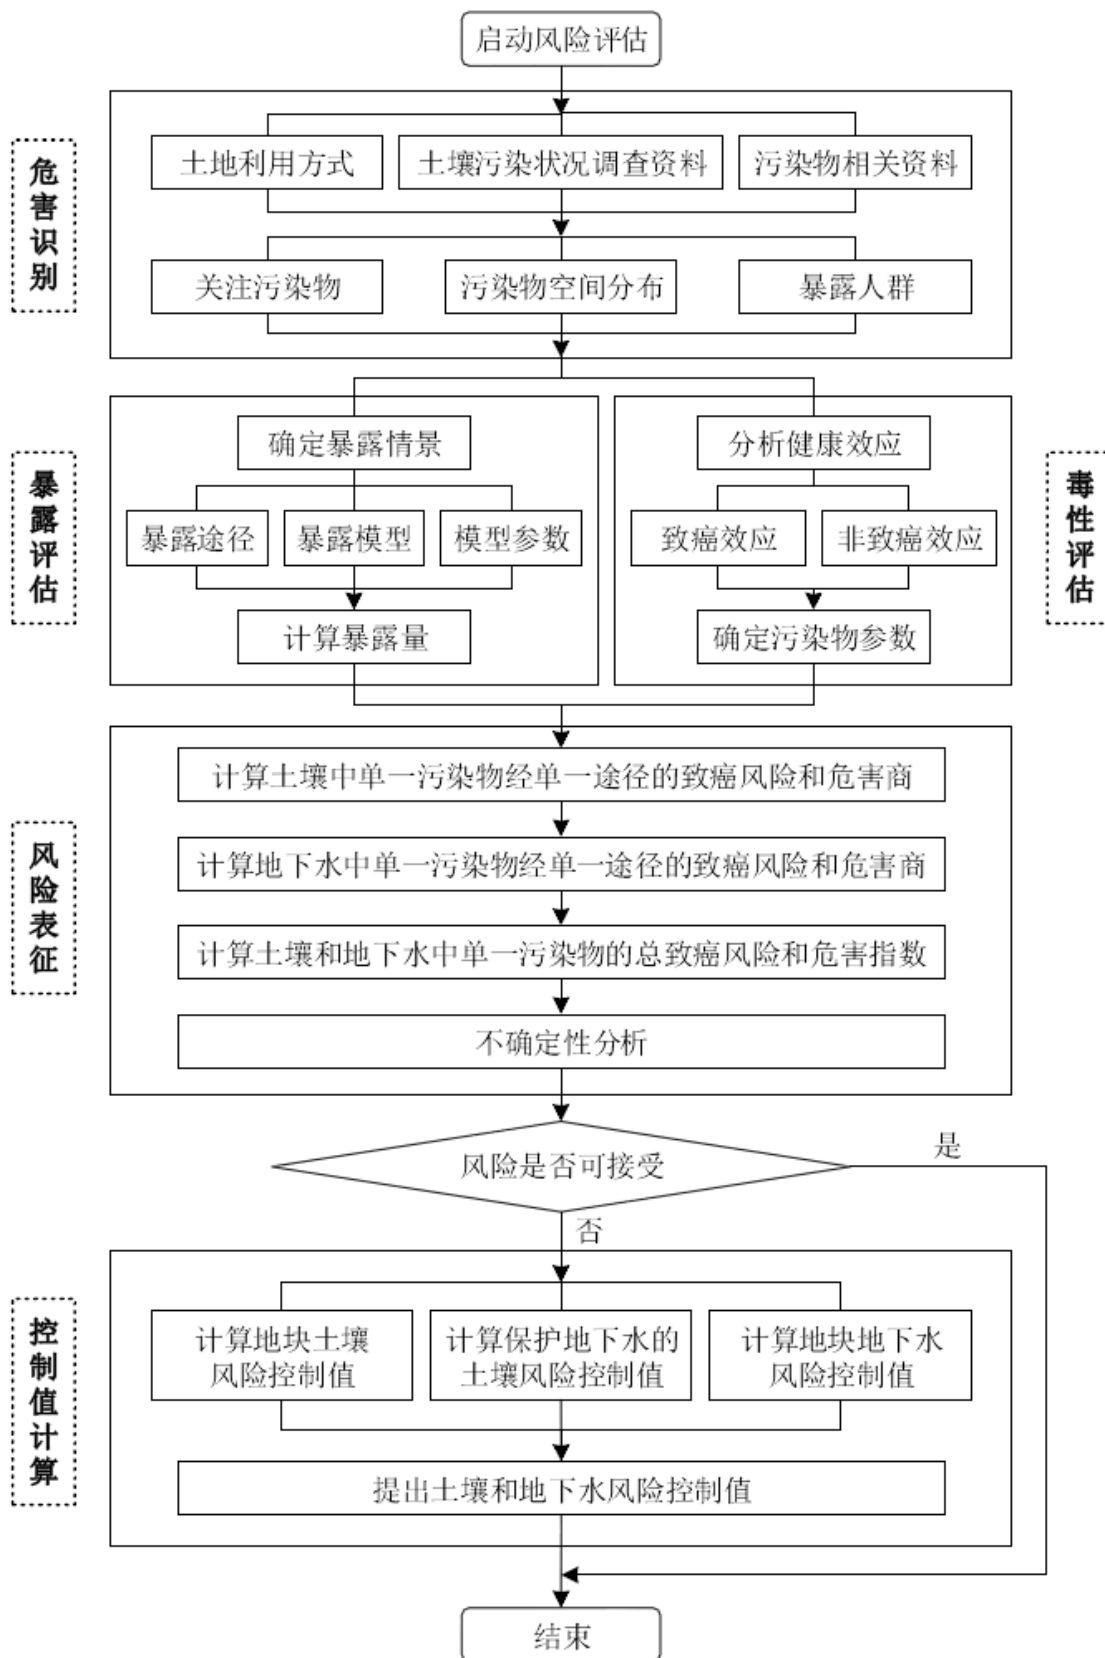 启动风险评估
危害识别
土地利用方式
土壤污染状况调查资料
污染物相关资料
关注污染物
污染物空间分布
暴露人群
暴露评估
确定暴露情景
暴露途径
暴露模型
模型参数
计算暴露量
毒性评估
分析健康效应
致癌效应
非致癌效应
确定污染物参数
风险表征
计算土壤中单一污染物经单一途径的致癌风险和危害商
计算地下水中单一污染物经单一途径的致癌风险和危害商
计算土壤和地下水中单一污染物的总致癌风险和危害指数
不确定性分析
风险是否可接受
是
否
控制值计算
计算地块土壤
风险控制值
计算保护地下水的
土壤风险控制值
计算地块地下水
风险控制值
提出土壤和地下水风险控制值
结束